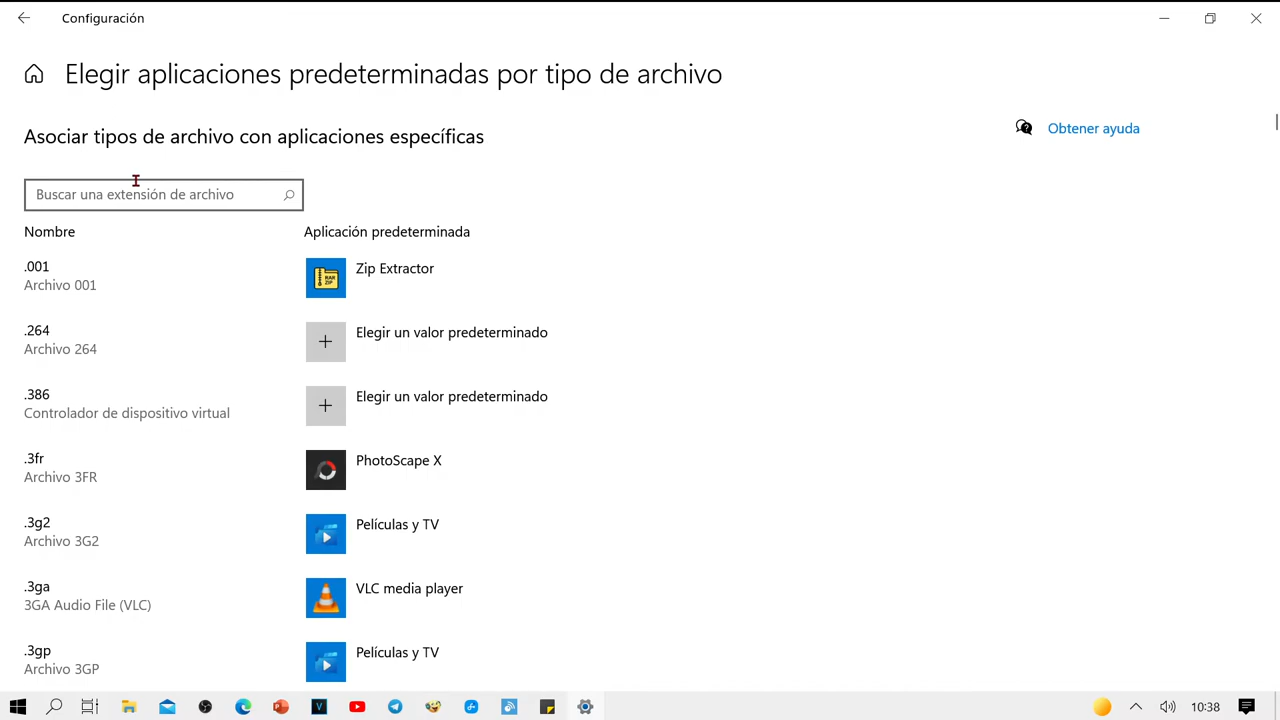 Configuración
Elegir aplicaciones predeterminadas por tipo de archivo
Asociar tipos de archivo con aplicaciones específicas
Obtener ayuda
Buscar una extensión de archivo
Nombre
Aplicación predeterminada
.001
Archivo 001
Zip Extractor
RAR
ZIP
.264
Archivo 264
Elegir un valor predeterminado
.386
Controlador de dispositivo virtual
Elegir un valor predeterminado
.3fr
Archivo 3FR
PhotoScape X
.3g2
Archivo 3G2
Películas y TV
.3ga
3GA Audio File (VLC)
VLC media player
.3gp
Archivo 3GP
Películas y TV
10:38